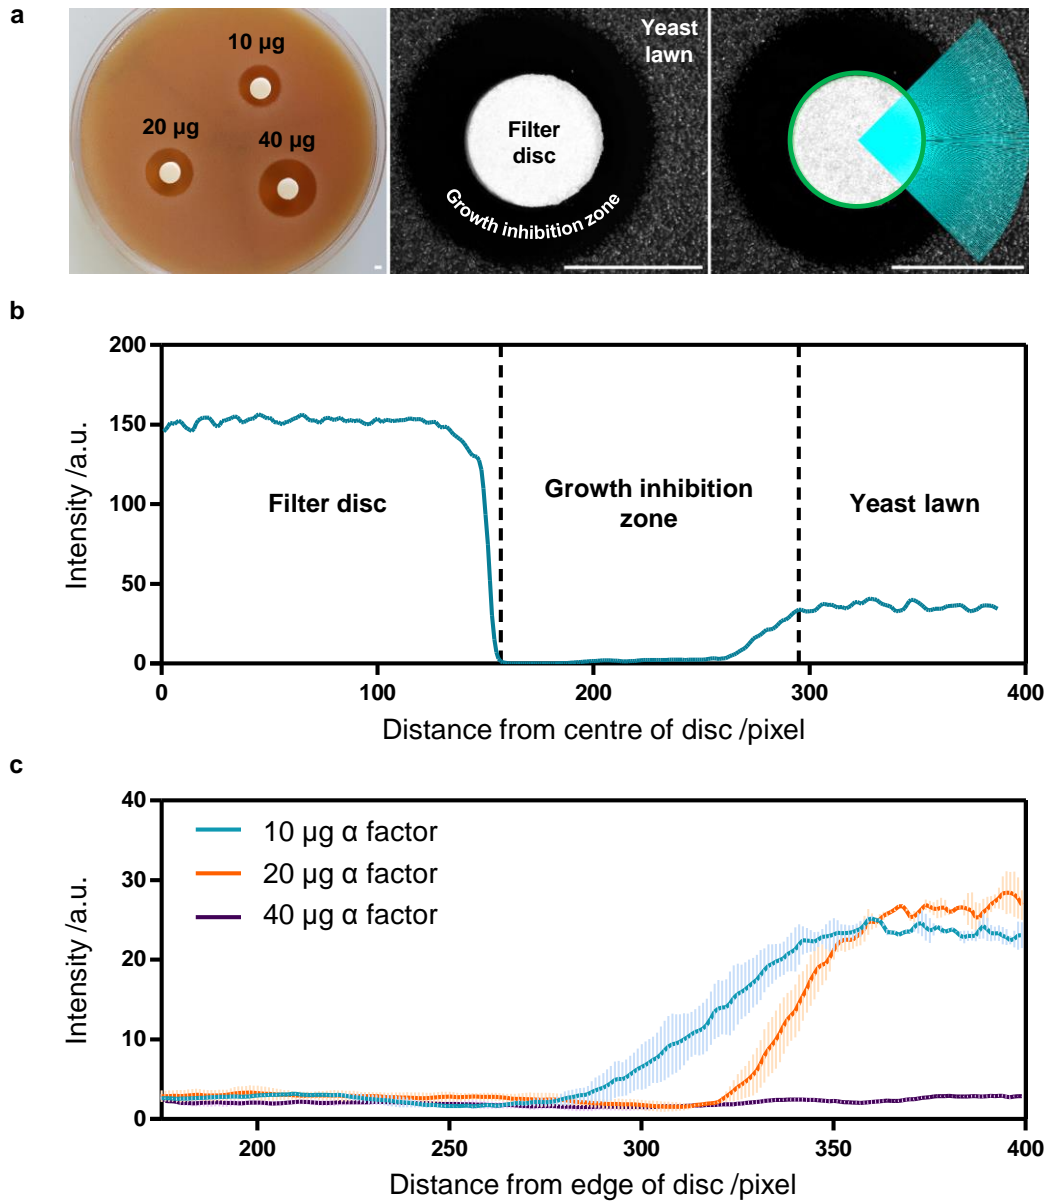 a
10 µg
20 µg
40 µg
Filter
disc
Growth inhibition zone
Yeast
lawn
b
Intensity /a.u.
200
150
100
50
0
Filter disc
Growth inhibition
zone
Yeast lawn
0
100
200
300
400
Distance from centre of disc /pixel
c
Intensity /a.u.
40
30
20
10
0
10 µg α factor
20 µg α factor
40 µg α factor
200
250
300
350
400
Distance from edge of disc /pixel